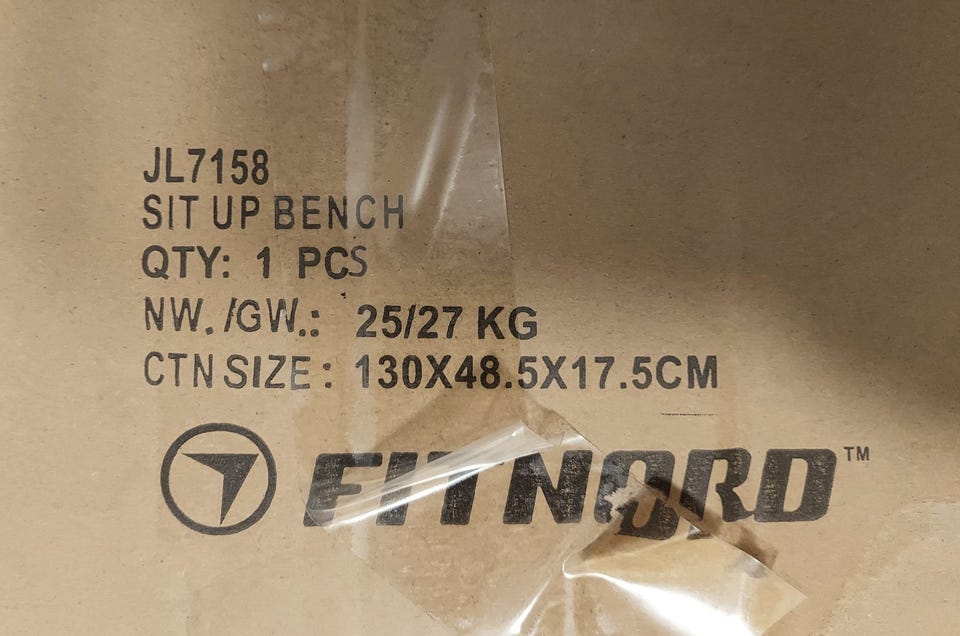 JL7158
SIT UP BENCH
QTY: 1 PCS
NW./GW.: 25/27 KG
CTN SIZE: 130X48.5X17.5CM
FITNORD™